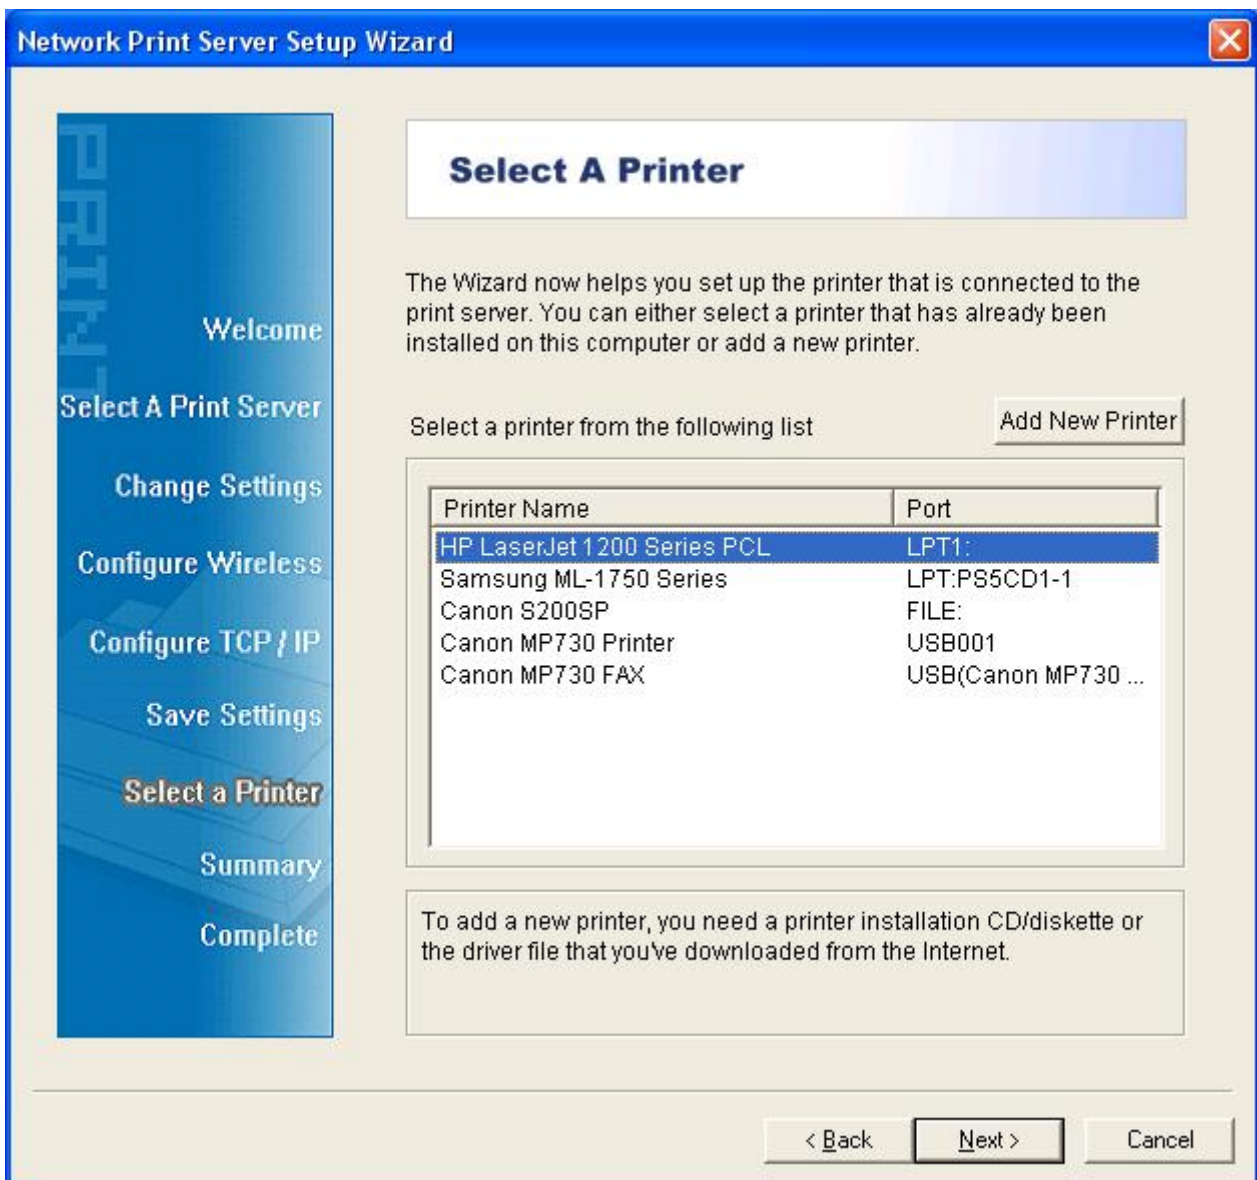 Network Print Server Setup Wizard
PRINT
Welcome
Select A Print Server
Change Settings
Configure Wireless
Configure TCP / IP
Save Settings
Select a Printer
Summary
Complete
Select A Printer
The Wizard now helps you set up the printer that is connected to the
print server. You can either select a printer that has already been
installed on this computer or add a new printer.
Select a printer from the following list
Add New Printer
Printer Name Port
HP LaserJet 1200 Series PCL LPT1:
Samsung ML-1750 Series LPT:PS5CD1-1
Canon S200SP FILE:
Canon MP730 Printer USB001
Canon MP730 FAX USB(Canon MP730 ...
To add a new printer, you need a printer installation CD/diskette or
the driver file that you've downloaded from the Internet.
< Back Next > Cancel